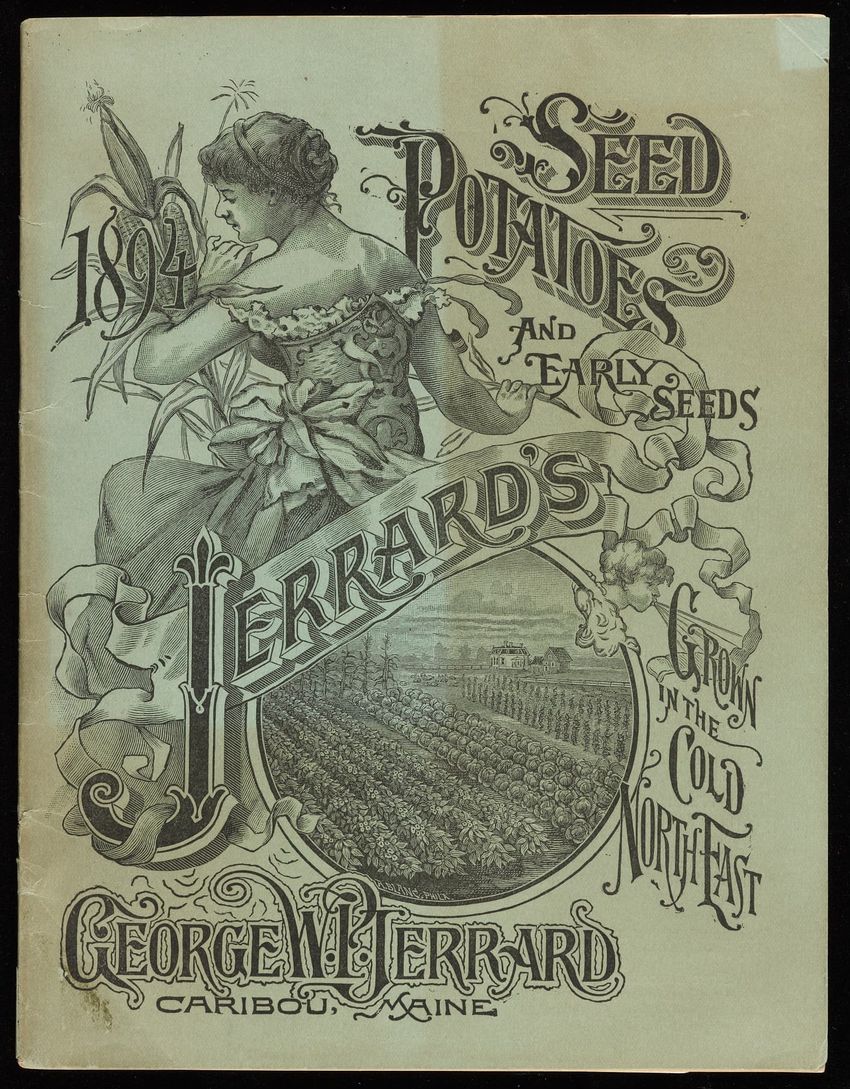 1894
SEED
POTATOES
AND
EARLY
SEEDS
JERRARD'S
GROWN
IN THE
COLD
NORTH EAST
GEORGE W. P. JERRARD
CARIBOU, MAINE